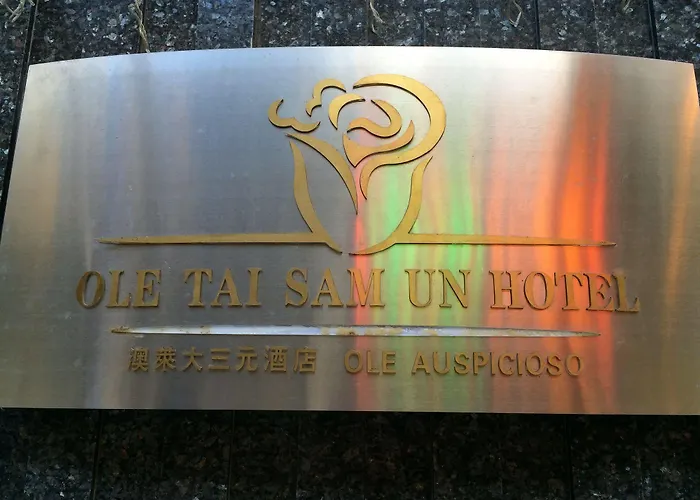 OLE TAI SAM UN HOTEL
澳萊大三元酒店 OLE AUSPICIOSO